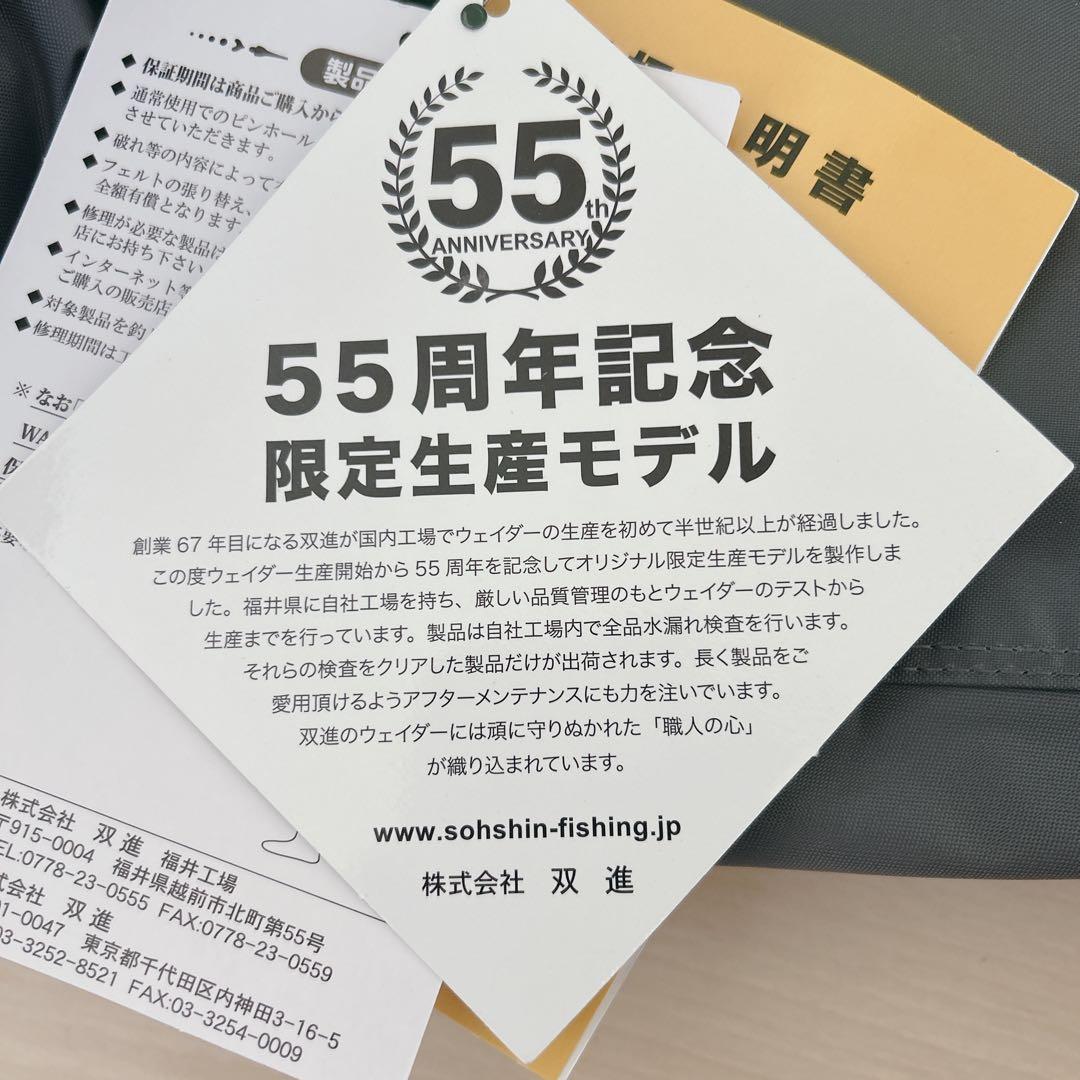 55th
ANNIVERSARY
55周年記念
限定生産モデル
創業 67 年目になる双進が国内工場でウェイダーの生産を初めて半世紀以上が経過しました。
この度ウェイダー生産開始から 55 周年を記念してオリジナル限定生産モデルを製作しま
した。福井県に自社工場を持ち、厳しい品質管理のもとウェイダーのテストから
生産までを行っています。製品は自社工場内で全品水漏れ検査を行います。
それらの検査をクリアした製品だけが出荷されます。長く製品をご
愛用頂けるようアフターメンテナンスにも力を注いでいます。
双進のウェイダーには頑に守りぬかれた「職人の心」
が織り込まれています。
www.sohshin-fishing.jp
株式会社 双 進
製品
◆保証期間は商品ご購入から
◆通常使用でのピンホール
させていただきます。
◆破れ等の内容によって
◆フェルトの張り替え、
全額有償となります
◆修理が必要な製品は
店にお持ち下さい
◆インターネット等
ご購入の販売店
◆対象製品を釣
◆修理期間は工
※なお
WA
株式会社 双 進 福井工場
〒915-0004 福井県越前市北町第55号
TEL:0778-23-0555 FAX:0778-23-0559
式会社 双 進
01-0047 東京都千代田区内神田3-16-5
03-3252-8521 FAX:03-3254-0009
明書